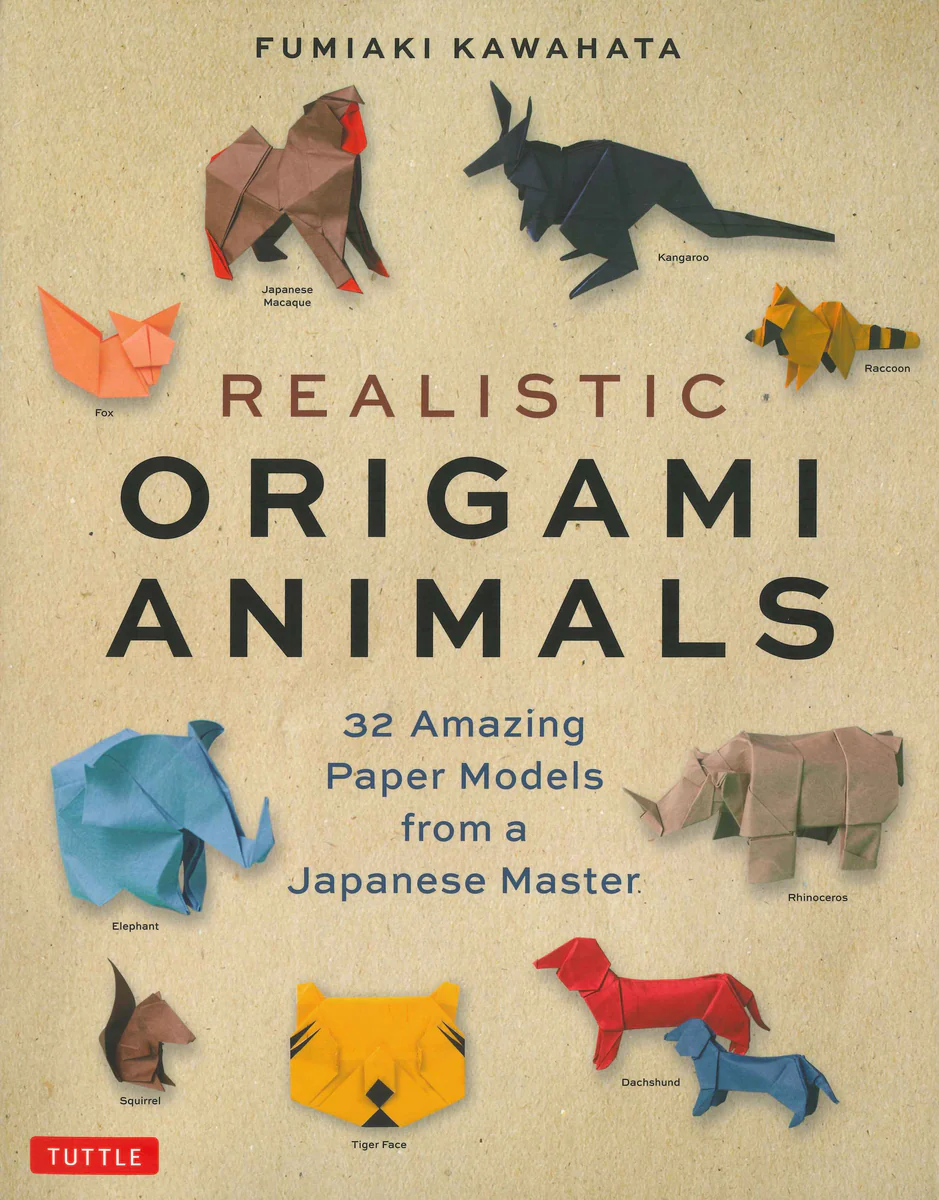 FUMIAKI KAWAHATA
Japanese
Macaque
Kangaroo
Fox
Raccoon
REALISTIC
ORIGAMI
ANIMALS
32 Amazing
Paper Models
from a
Japanese Master
Elephant
Rhinoceros
Squirrel
Dachshund
Tiger Face
TUTTLE